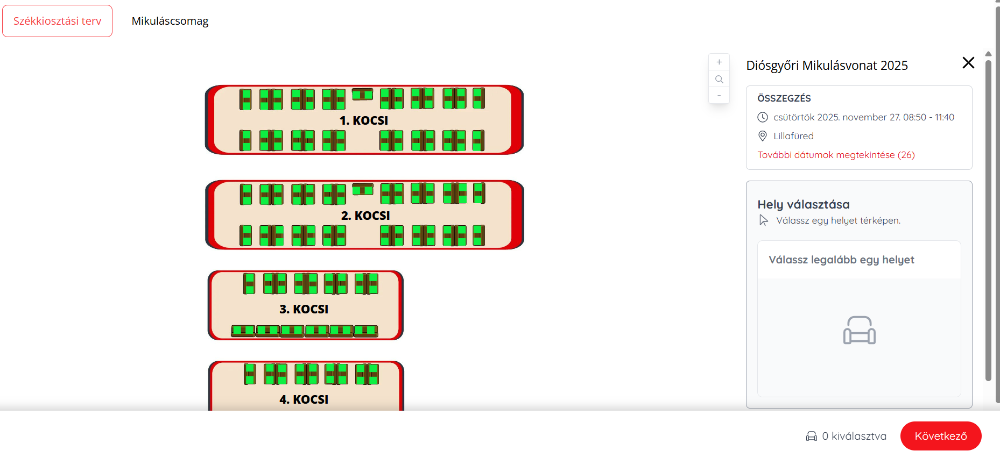 Székkiosztási terv
Mikuláscsomag
1. KOCSI
2. KOCSI
3. KOCSI
4. KOCSI
+
-
Diósgyőri Mikulásvonat 2025
ÖSSZEGZÉS
csütörtök 2025. november 27. 08:50 - 11:40
Lillafüred
További dátumok megtekintése (26)
Hely választása
Válassz egy helyet térképen.
Válassz legalább egy helyet
0 kiválasztva
Következő